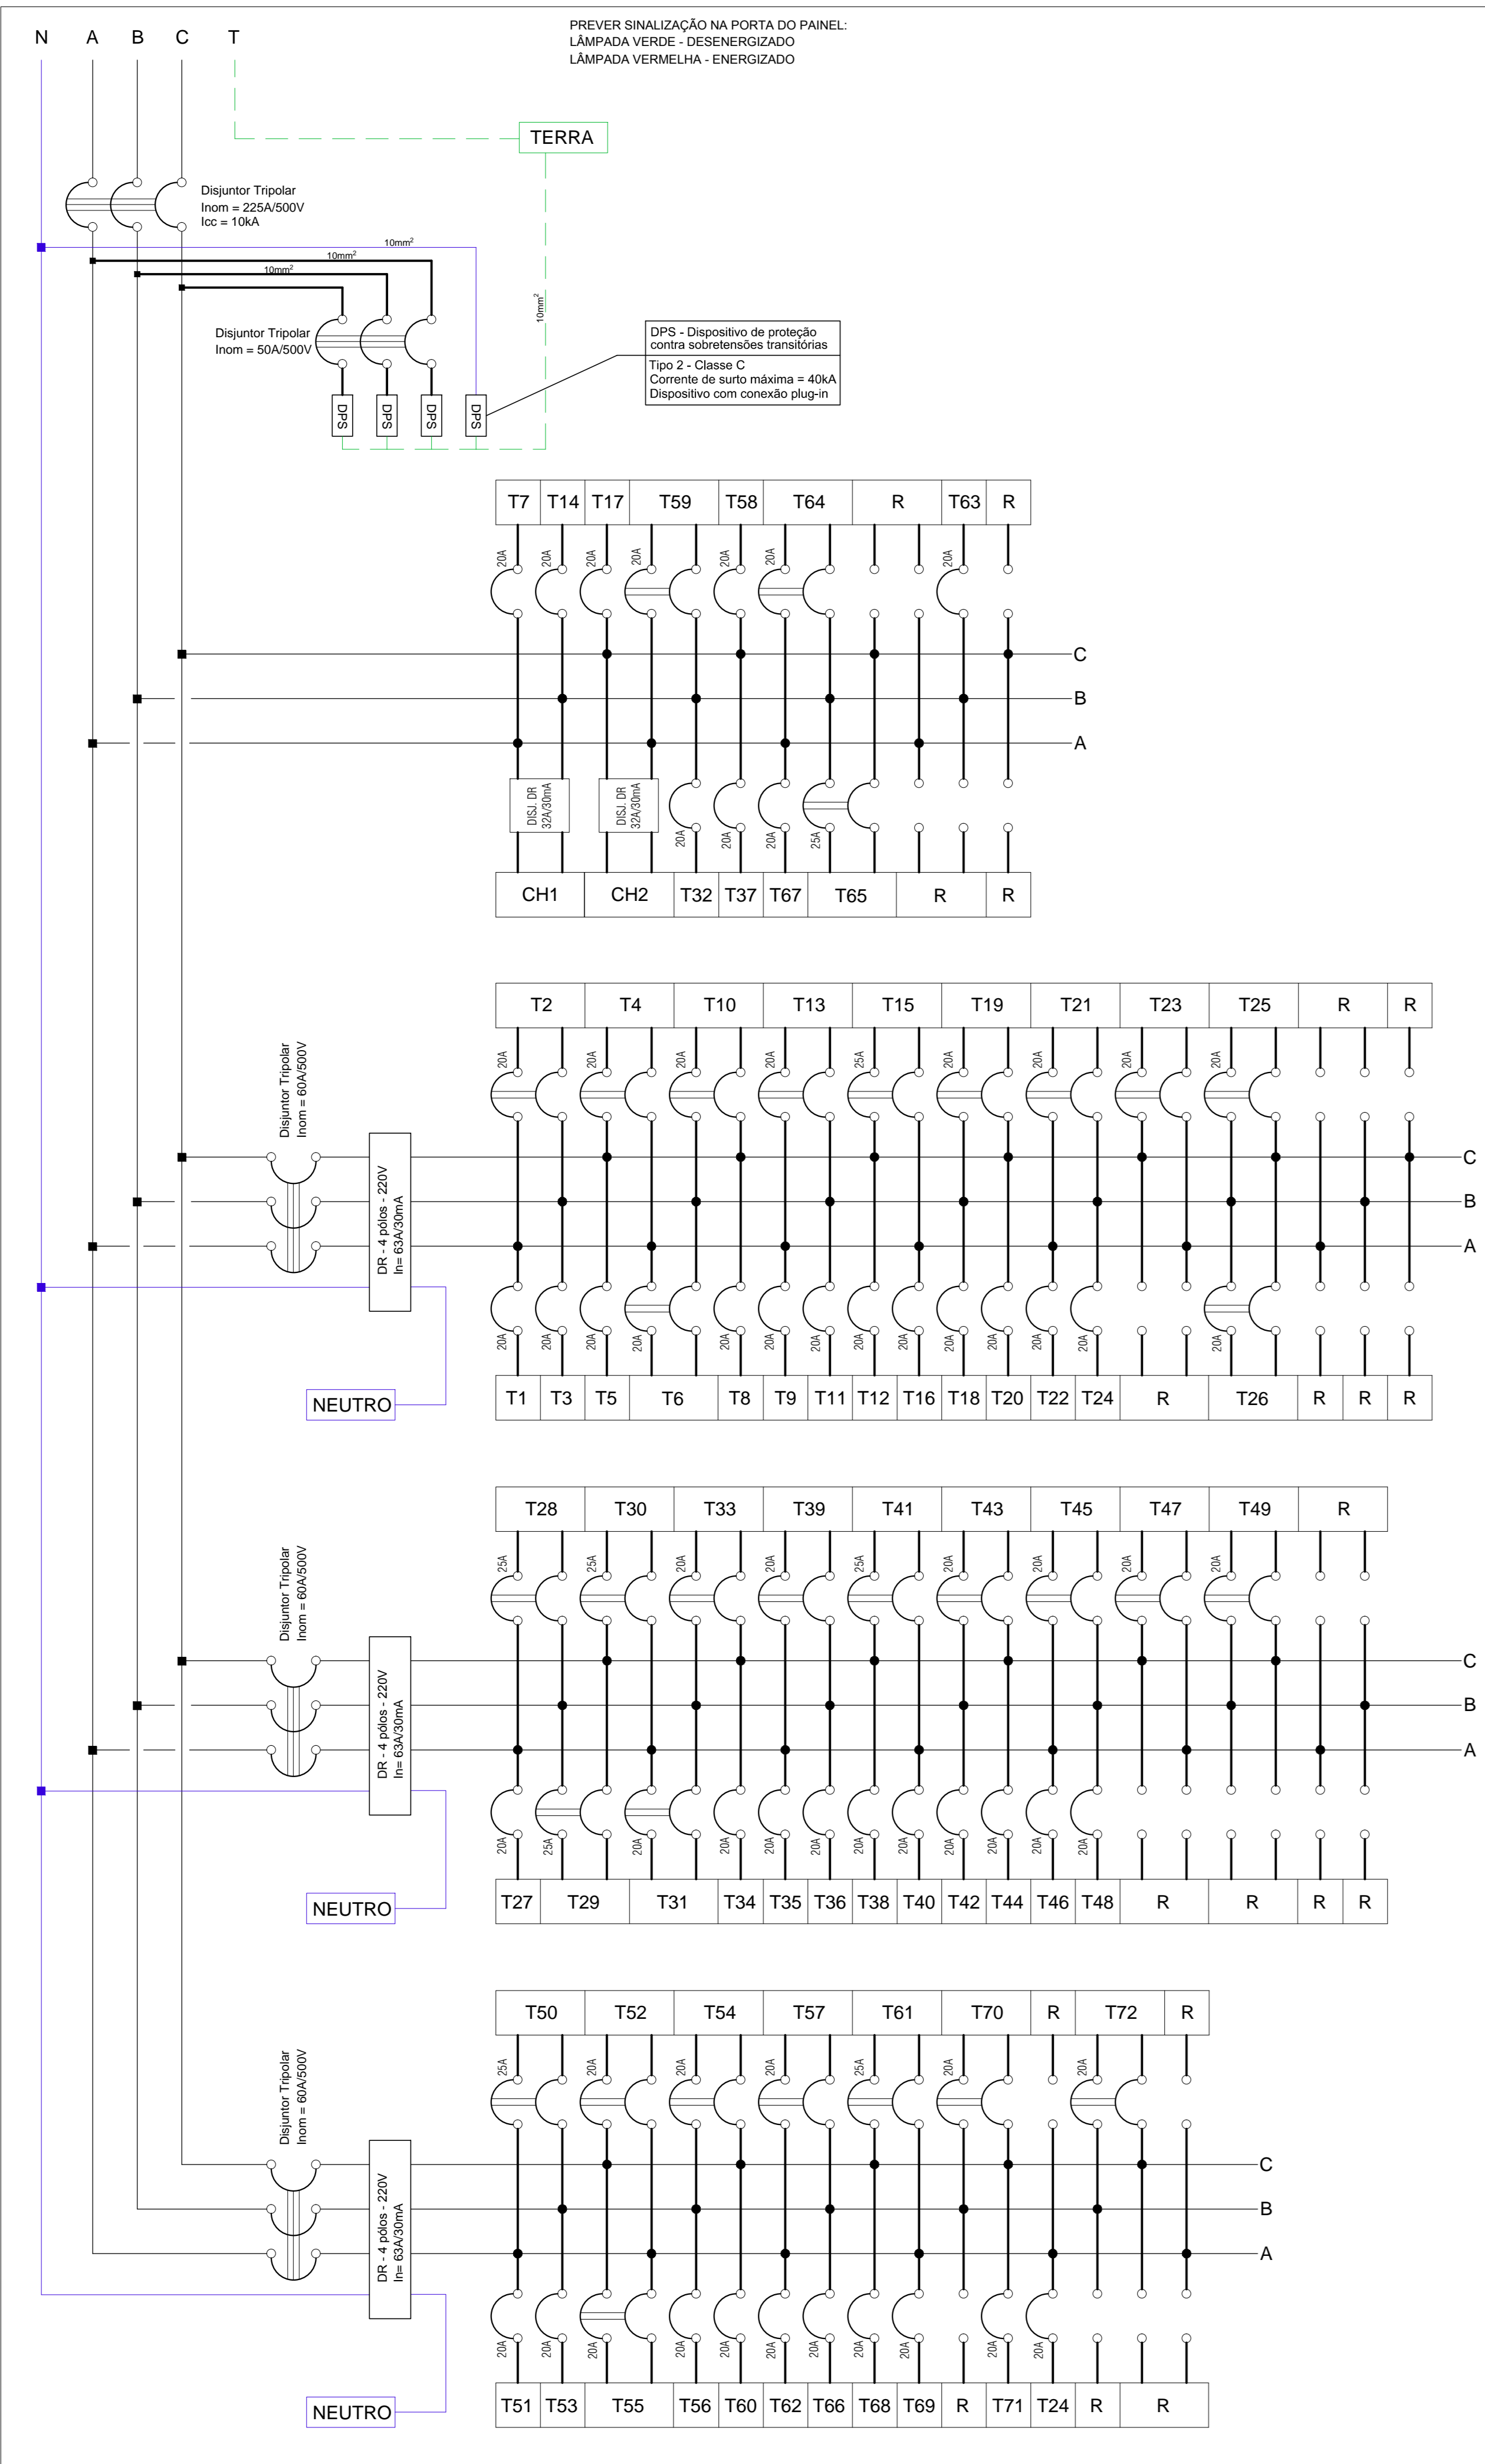 PREVER SINALIZAÇÃO NA PORTA DO PAINEL:
LÂMPADA VERDE - DESENERGIZADO
LÂMPADA VERMELHA - ENERGIZADO
N A B C T
TERRA
Disjuntor Tripolar
Inom = 225A/500V
Icc = 10kA
10mm²
10mm²
10mm²
10mm²
Disjuntor Tripolar
Inom = 50A/500V
DPS - Dispositivo de proteção
contra sobretensões transitórias
Tipo 2 - Classe C
Corrente de surto máxima = 40kA
Dispositivo com conexão plug-in
DPS DPS DPS DPS
T7 T14 T17 T59 T58 T64 R T63 R
20A 20A 20A 20A 20A 20A 20A
C
B
A
DISJ. DR
32A/30mA
DISJ. DR
32A/30mA
20A 20A 20A 25A
CH1 CH2 T32 T37 T67 T65 R R
T2 T4 T10 T13 T15 T19 T21 T23 T25 R R
20A 20A 20A 20A 25A 20A 20A 20A 20A
Disjuntor Tripolar
Inom = 60A/500V
DR - 4 pólos - 220V
In= 63A/30mA
C
B
A
20A 20A 20A 20A 20A 20A 20A 20A 20A 20A 20A 20A 20A 20A
NEUTRO
T1 T3 T5 T6 T8 T9 T11 T12 T16 T18 T20 T22 T24 R T26 R R R
T28 T30 T33 T39 T41 T43 T45 T47 T49 R
25A 25A 20A 20A 25A 20A 20A 20A 20A
Disjuntor Tripolar
Inom = 60A/500V
DR - 4 pólos - 220V
In= 63A/30mA
C
B
A
20A 25A 20A 20A 20A 20A 20A 20A 20A 20A 20A 20A
NEUTRO
T27 T29 T31 T34 T35 T36 T38 T40 T42 T44 T46 T48 R R R R
T50 T52 T54 T57 T61 T70 R T72 R
25A 20A 20A 20A 25A 20A 20A
Disjuntor Tripolar
Inom = 60A/500V
DR - 4 pólos - 220V
In= 63A/30mA
C
B
A
20A 20A 20A 20A 20A 20A 20A 20A 20A 20A 20A
NEUTRO
T51 T53 T55 T56 T60 T62 T66 T68 T69 R T71 T24 R R